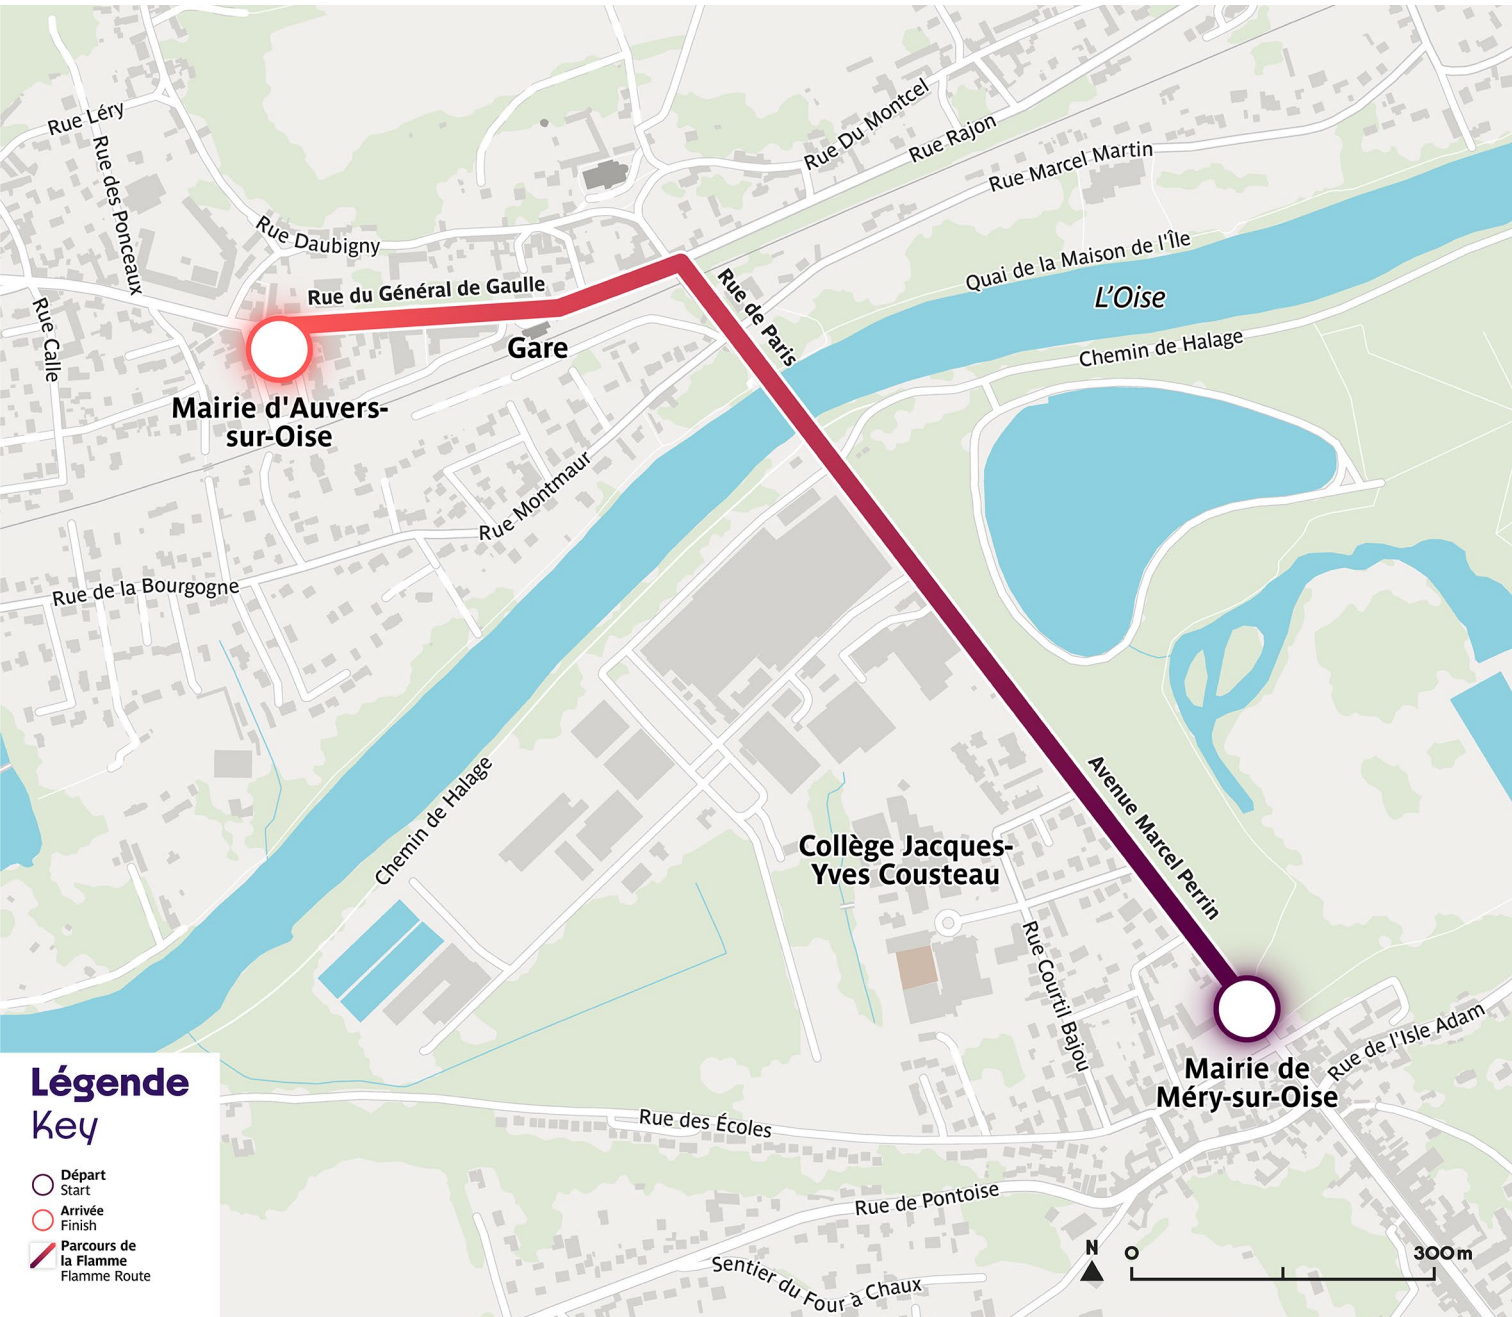 Rue Léry
Rue des Ponceaux
Rue Du Montcel
Rue Rajon
Rue Marcel Martin
Rue Daubigny
Quai de la Maison de l'Île
L'Oise
Rue du Général de Gaulle
Rue de Paris
Rue Calle
Gare
Chemin de Halage
Mairie d'Auvers-
sur-Oise
Rue Montmaur
Rue de la Bourgogne
Chemin de Halage
Avenue Marcel Perrin
Collège Jacques-
Yves Cousteau
Rue Courtil Bajou
Mairie de
Méry-sur-Oise
Rue de l'Isle Adam
Rue des Écoles
Rue de Pontoise
Sentier du Four à Chaux
Légende
Key
Départ
Start
Arrivée
Finish
Parcours de
la Flamme
Flamme Route
N
0
300m